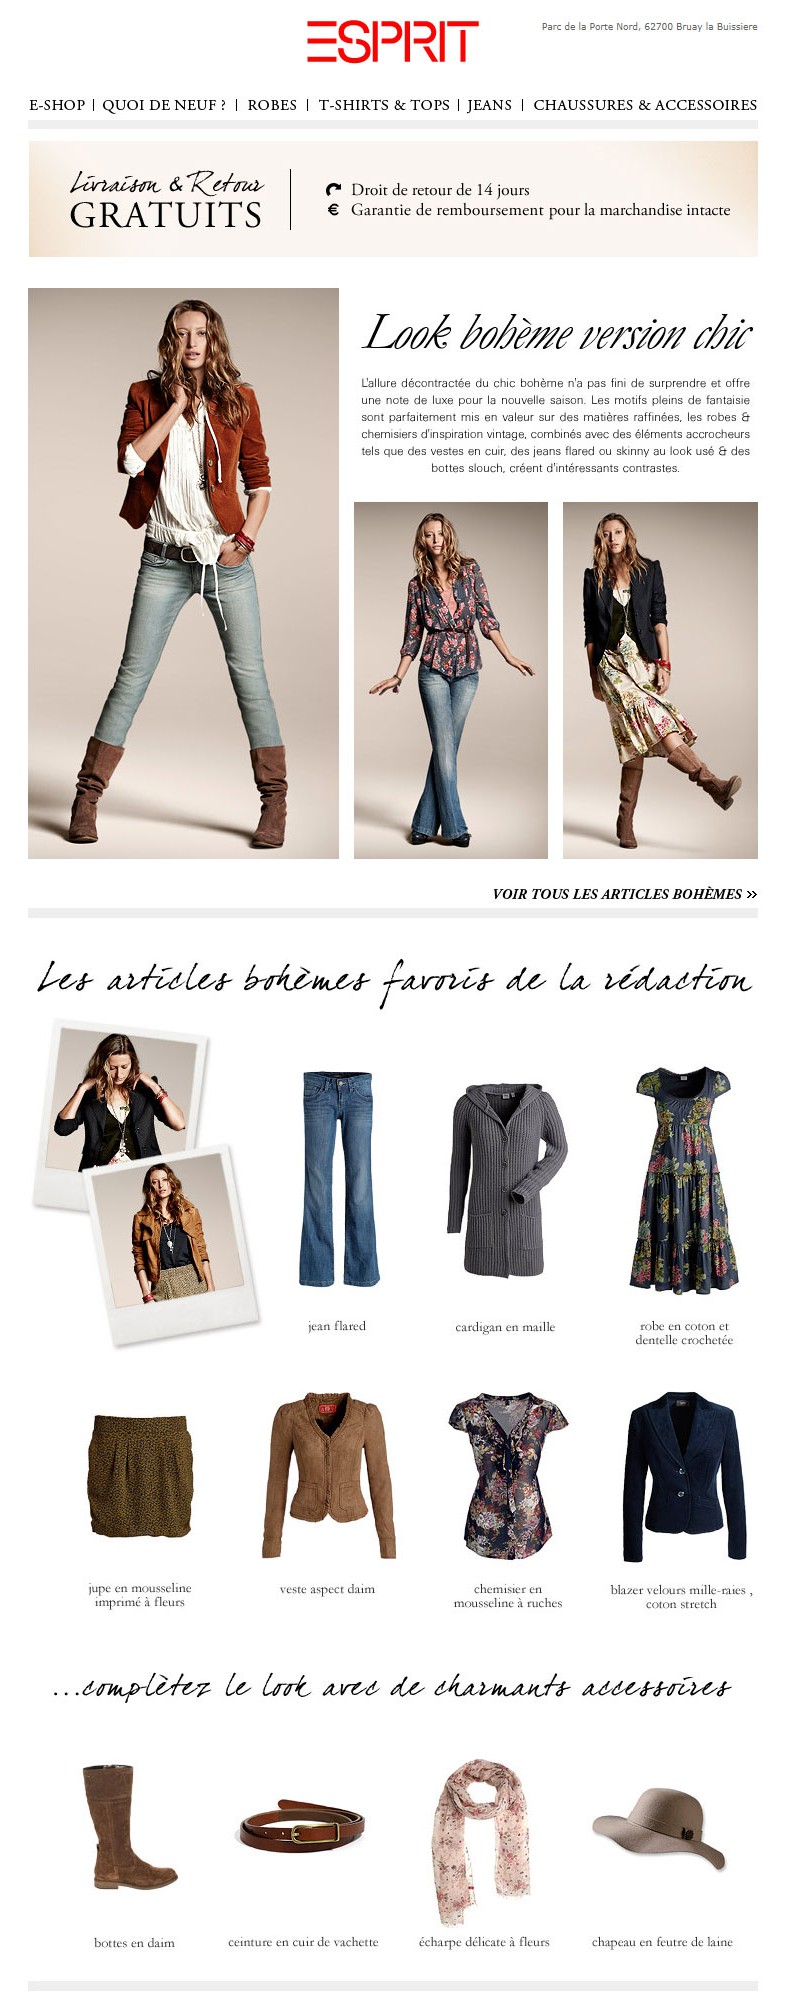 ESPRIT
Parc de la Porte Nord, 62700 Bruay la Buissiere
E-SHOP | QUOI DE NEUF ? | ROBES | T-SHIRTS & TOPS | JEANS | CHAUSSURES & ACCESSOIRES
Livraison & Retour
GRATUITS
Droit de retour de 14 jours
€ Garantie de remboursement pour la marchandise intacte
Look bohème version chic
L'allure décontractée du chic bohème n'a pas fini de surprendre et offre
une note de luxe pour la nouvelle saison. Les motifs pleins de fantaisie
sont parfaitement mis en valeur sur des matières raffinées, les robes &
chemisiers d'inspiration vintage, combinés avec des éléments accrocheurs
tels que des vestes en cuir, des jeans flared ou skinny au look usé & des
bottes slouch, créent d'intéressants contrastes.
VOIR TOUS LES ARTICLES BOHÈMES »
Les articles bohèmes favoris de la rédaction
jean flared
cardigan en maille
robe en coton et
dentelle crochetée
jupe en mousseline
imprimé à fleurs
veste aspect daim
chemisier en
mousseline à ruches
blazer velours mille-raies ,
coton stretch
...complètez le look avec de charmants accessoires
bottes en daim
ceinture en cuir de vachette
écharpe délicate à fleurs
chapeau en feutre de laine